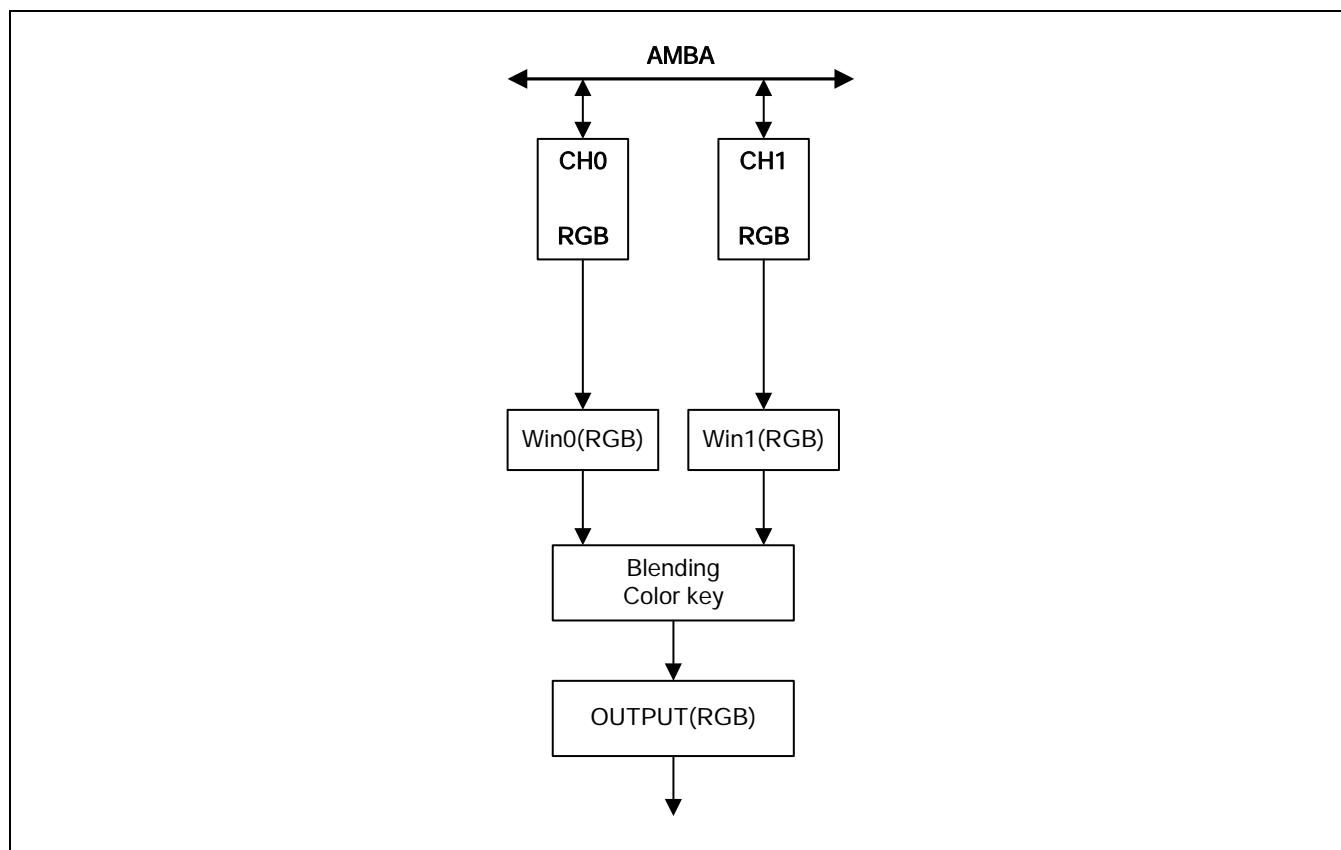 AMBA
CH0
RGB
CH1
RGB
Win0(RGB)
Win1(RGB)
Blending
Color key
OUTPUT(RGB)